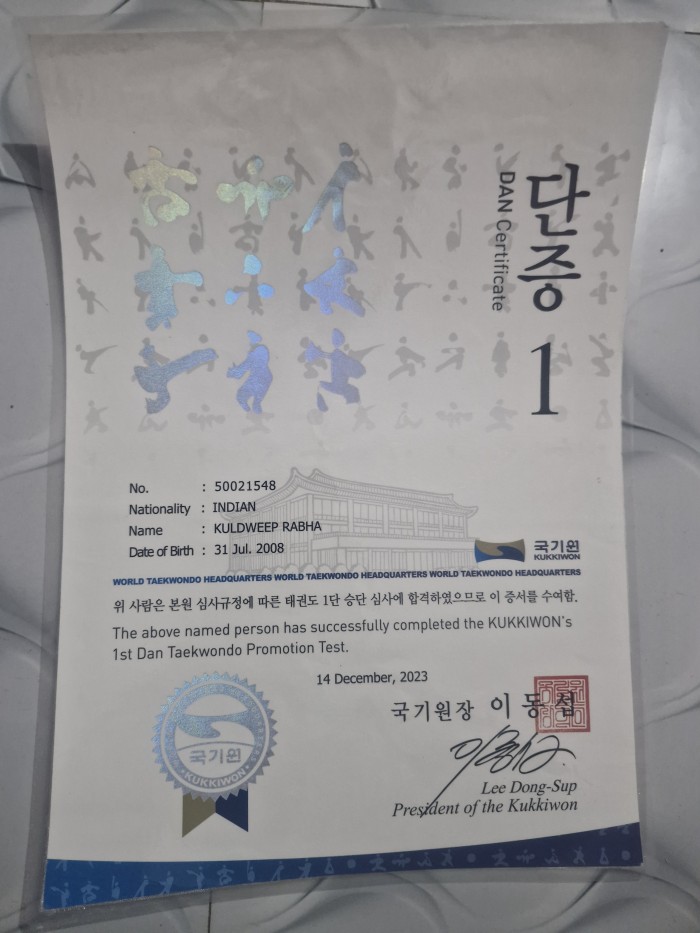 단증
DAN Certificate
1
No. : 50021548
Nationality : INDIAN
Name : KULDWEEP RABHA
Date of Birth : 31 Jul. 2008
국기원
KUKKIWON
WORLD TAEKWONDO HEADQUARTERS WORLD TAEKWONDO HEADQUARTERS WORLD TAEKWONDO HEADQUARTERS
위 사람은 본원 심사규정에 따른 태권도 1단 승단 심사에 합격하였으므로 이 증서를 수여함.
The above named person has successfully completed the KUKKIWON's
1st Dan Taekwondo Promotion Test.
14 December, 2023
국기원장 이동섭
Lee Dong-Sup
President of the Kukkiwon
국기원
KUKKIWON